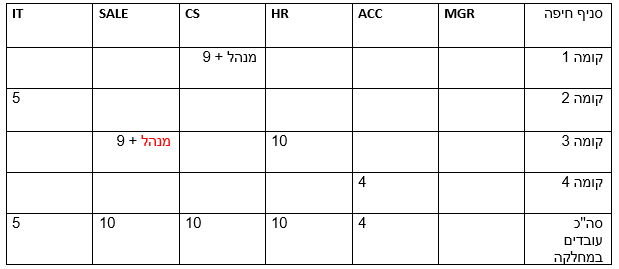 IT SALE CS HR ACC MGR סניף חיפה
מנהל + 9 קומה 1
5 קומה 2
מנהל + 9 10 קומה 3
4 קומה 4
5 10 10 10 4 סה"כ
עובדים
במחלקה